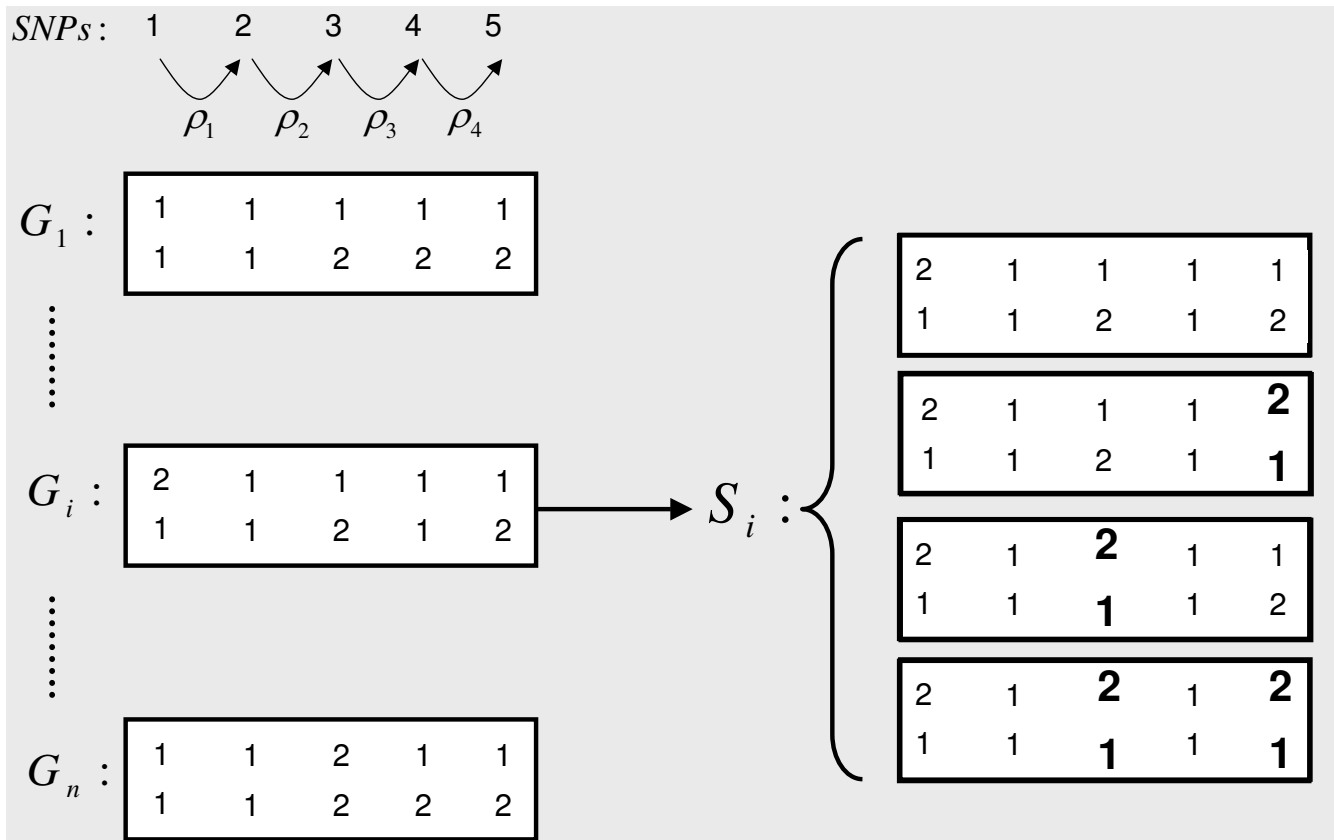 SNPs: 1 2 3 4 5
ρ₁ ρ₂ ρ₃ ρ₄
G₁ :
1 1 1 1 1
1 1 2 2 2
Gᵢ :
2 1 1 1 1
1 1 2 1 2
Gₙ :
1 1 2 1 1
1 1 2 2 2
Sᵢ :
2 1 1 1 1
1 1 2 1 2
2 1 1 1 2
1 1 2 1 1
2 1 2 1 1
1 1 1 1 2
2 1 2 1 2
1 1 1 1 1